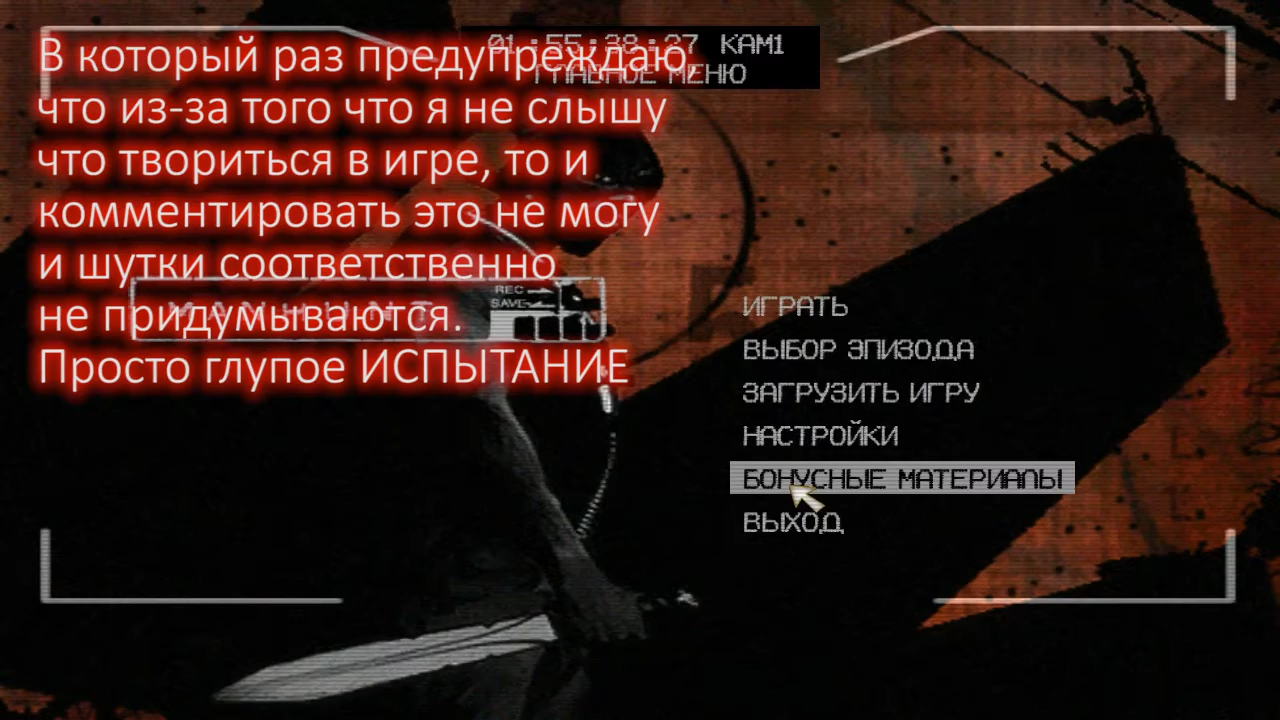 В который раз предупреждаю,
что из-за того что я не слышу
что твориться в игре, то и
комментировать это не могу
и шутки соответственно
не придумываются.
Просто глупое ИСПЫТАНИЕ
01:55:38:27 КАМ1
ГЛАВНОЕ МЕНЮ
MANHUNT
REC
SAVE
ИГРАТЬ
ВЫБОР ЭПИЗОДА
ЗАГРУЗИТЬ ИГРУ
НАСТРОЙКИ
БОНУСНЫЕ МАТЕРИАЛЫ
ВЫХОД